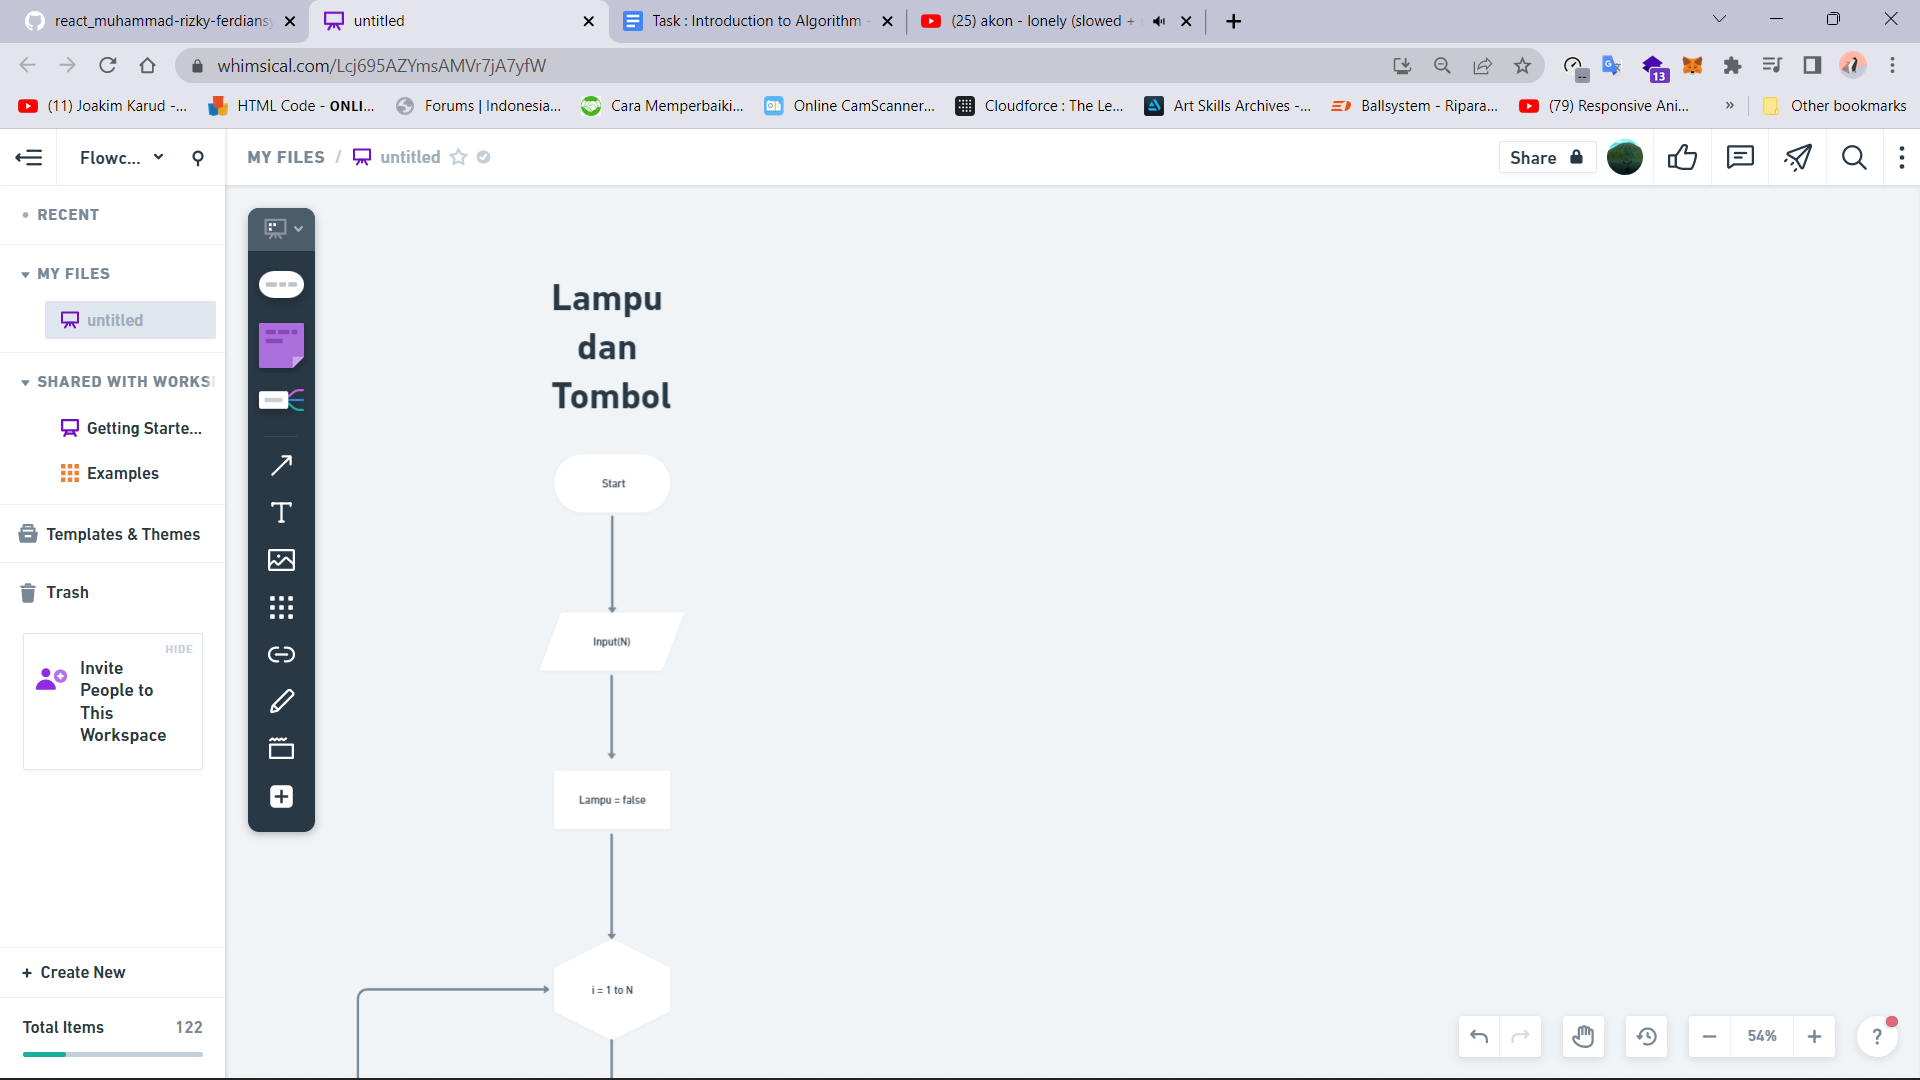 react_muhammad-rizky-ferdians
untitled
Task : Introduction to Algorithm -
(25) akon - lonely (slowed +
whimsical.com/Lcj695AZYmsAMVr7jA7yfW
13
(11) Joakim Karud -...
HTML Code - ONLI...
Forums | Indonesia...
Cara Memperbaiki...
Online CamScanner...
Cloudforce : The Le...
Art Skills Archives -...
Ballsystem - Ripara...
(79) Responsive Ani...
»
Other bookmarks
Flowc...
MY FILES / untitled
Share
RECENT
MY FILES
untitled
SHARED WITH WORKS
Getting Starte...
Examples
Templates & Themes
Trash
HIDE
Invite
People to
This
Workspace
+ Create New
Total Items 122
Lampu
dan
Tombol
Start
Input(N)
Lampu = false
i = 1 to N
54%
?